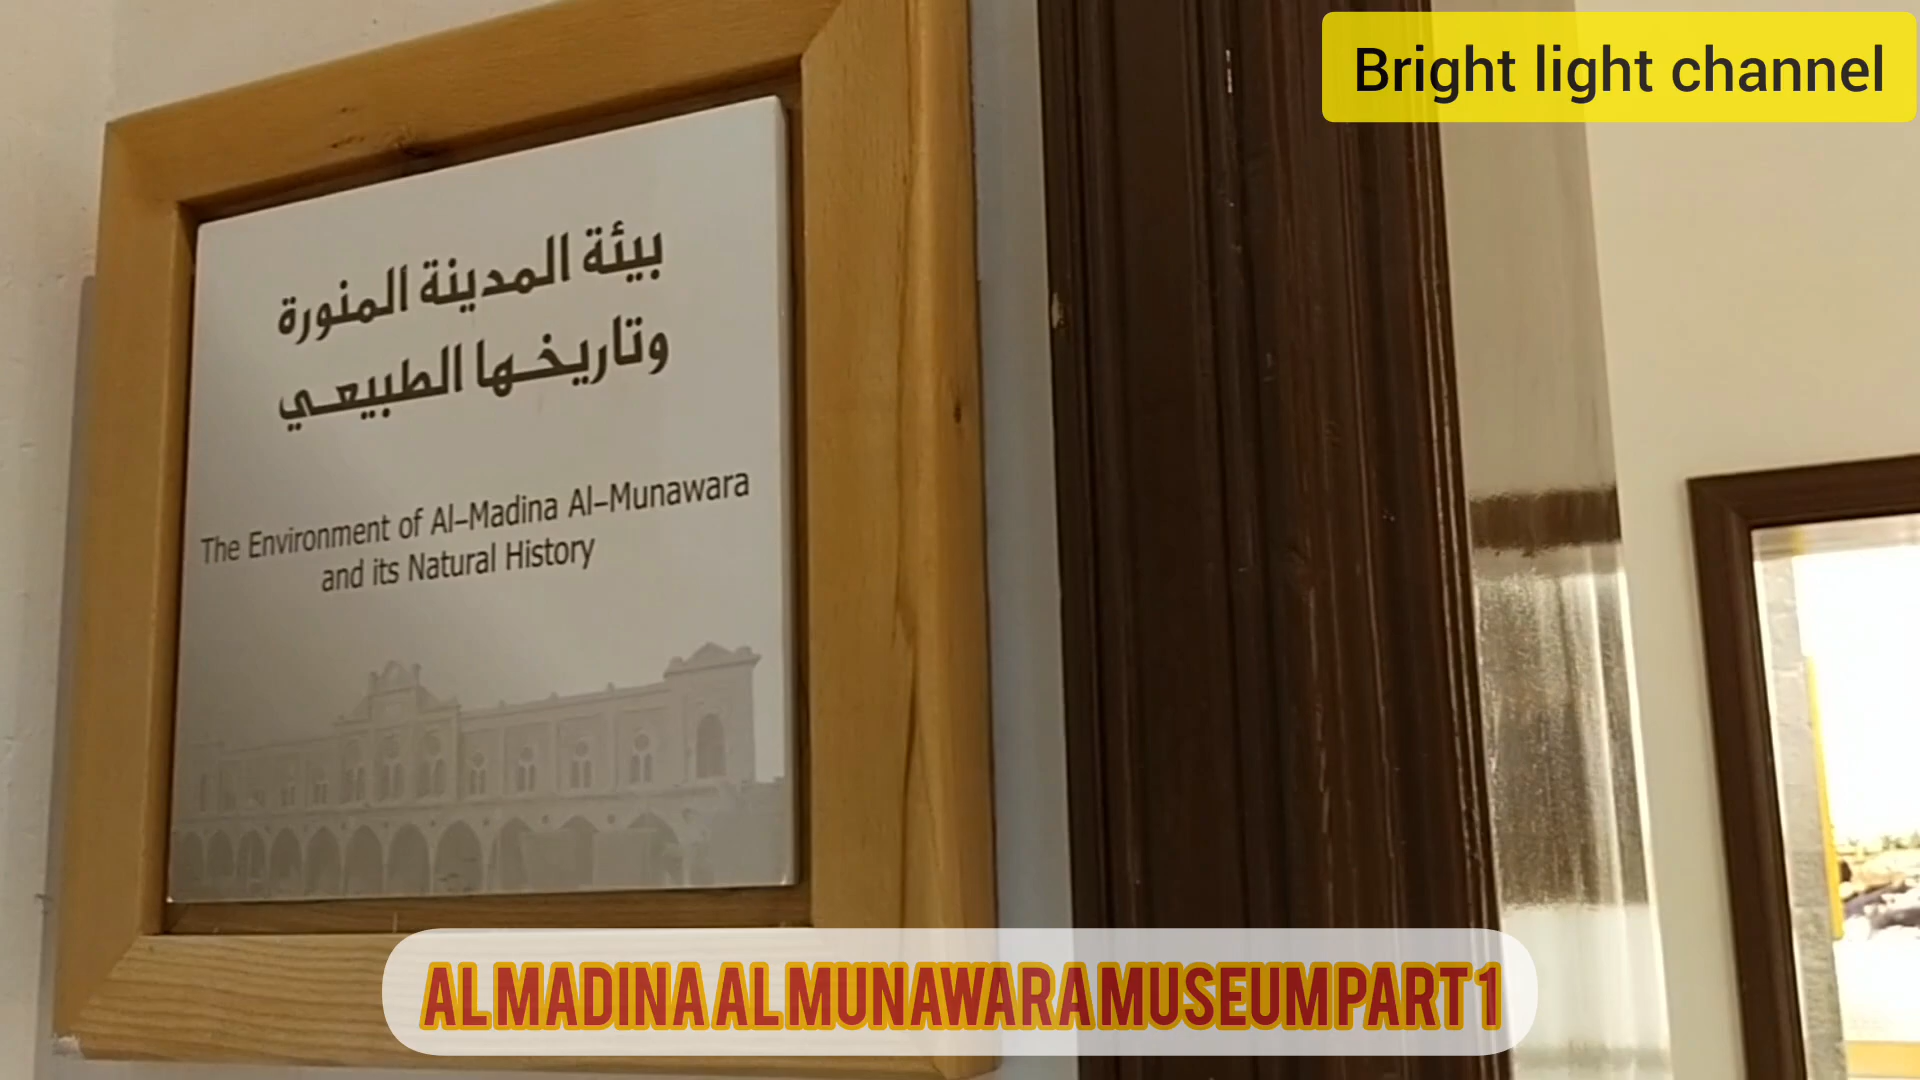 Bright light channel
بيئة المدينة المنورة
وتاريخها الطبيعي
The Environment of Al-Madina Al-Munawara
and its Natural History
AL MADINA AL MUNAWARA MUSEUM PART 1